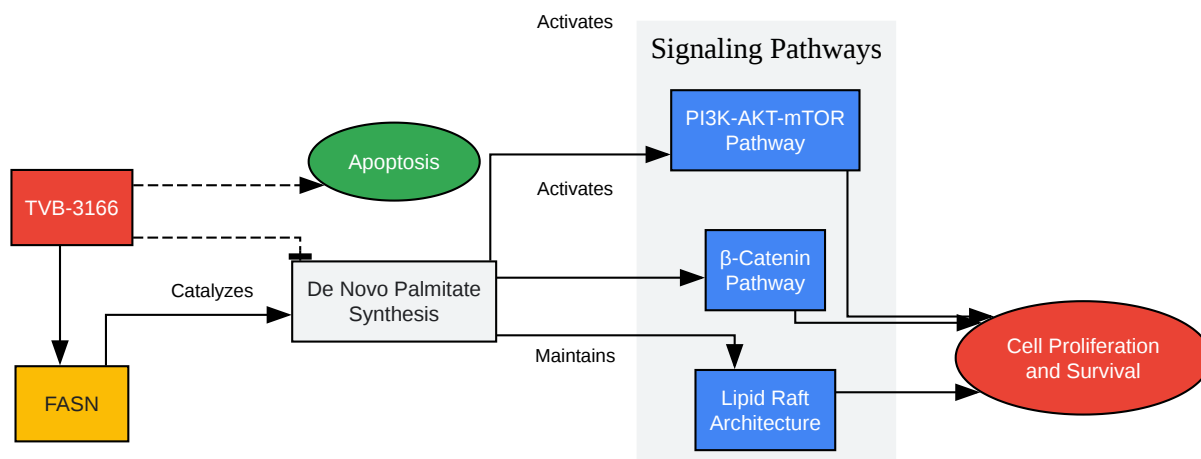 Activates
Signaling Pathways
PI3K-AKT-mTOR
Pathway
Apoptosis
Activates
TVB-3166
β-Catenin
Pathway
Catalyzes
De Novo Palmitate
Synthesis
Maintains
Cell Proliferation
and Survival
FASN
Lipid Raft
Architecture